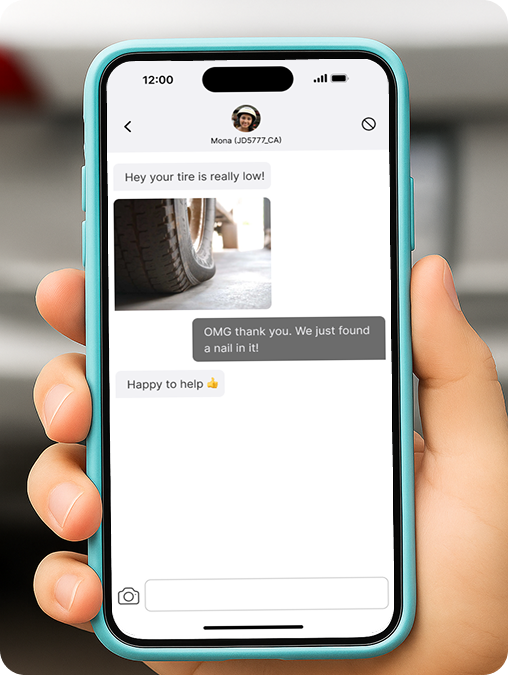 12:00
Mona (JD5777_CA)
Hey your tire is really low!
OMG thank you. We just found
a nail in it!
Happy to help 👍